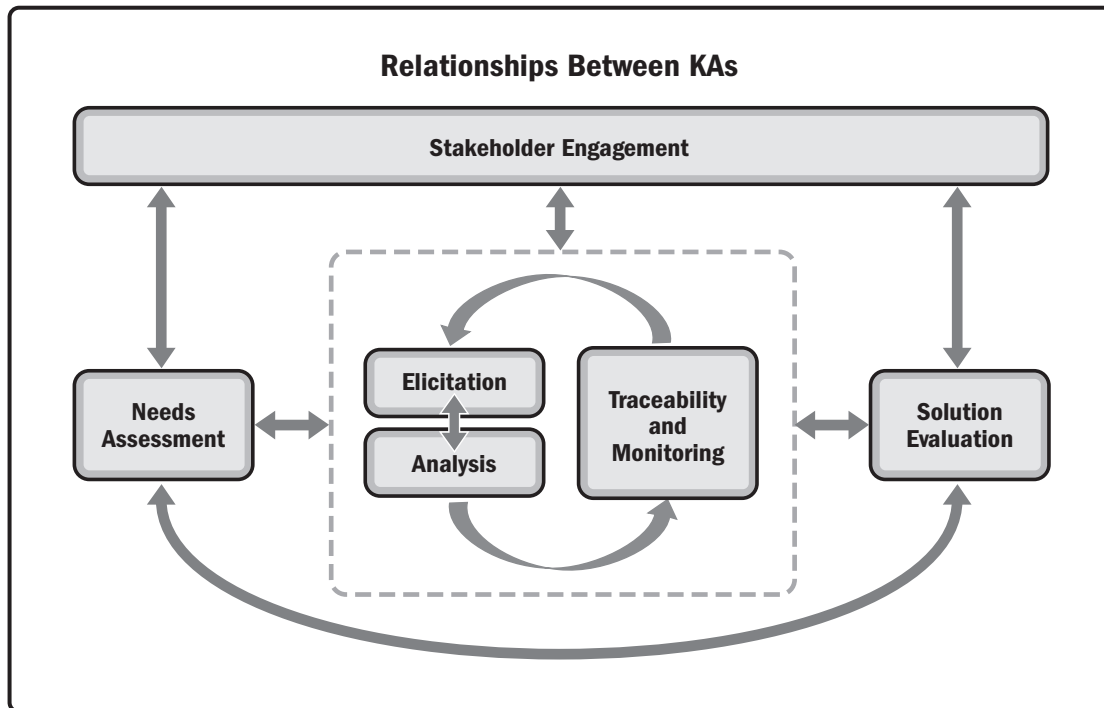 Relationships Between KAs
Stakeholder Engagement
Needs
Assessment
Elicitation
Analysis
Traceability
and
Monitoring
Solution
Evaluation